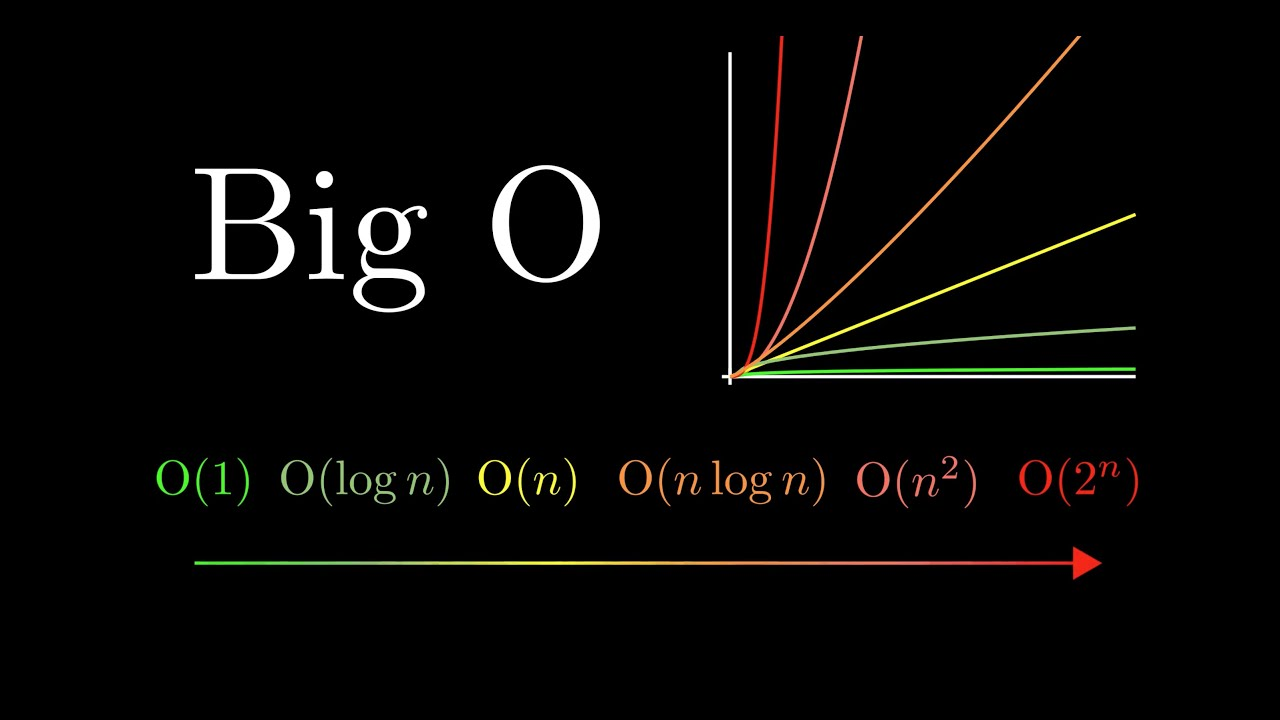 Big O
O(1) O(log n) O(n) O(n log n) O(n²) O(2ⁿ)